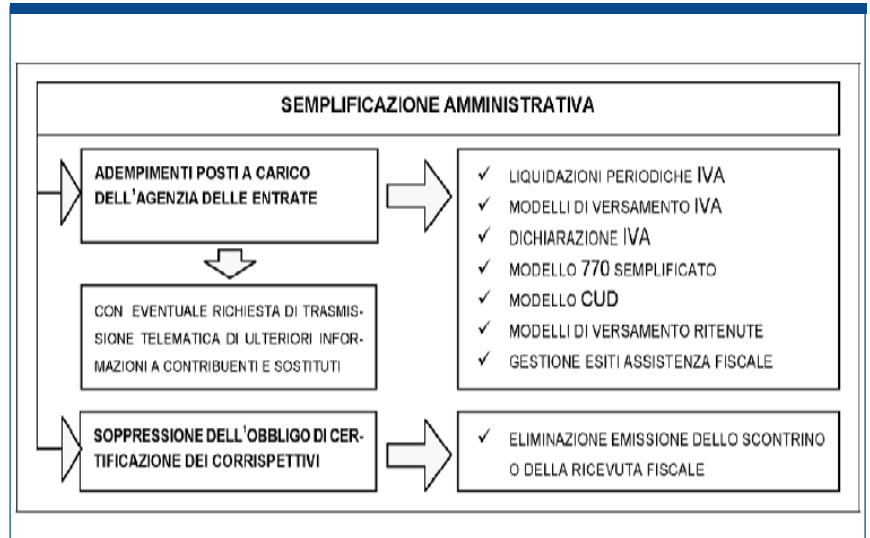 SEMPLIFICAZIONE AMMINISTRATIVA
ADEMPIMENTI POSTI A CARICO
DELL'AGENZIA DELLE ENTRATE
✓ LIQUIDAZIONI PERIODICHE IVA
✓ MODELLI DI VERSAMENTO IVA
✓ DICHIARAZIONE IVA
✓ MODELLO 770 SEMPLIFICATO
✓ MODELLO CUD
✓ MODELLI DI VERSAMENTO RITENUTE
✓ GESTIONE ESITI ASSISTENZA FISCALE
CON EVENTUALE RICHIESTA DI TRASMIS-
SIONE TELEMATICA DI ULTERIORI INFOR-
MAZIONI A CONTRIBUENTI E SOSTITUTI
SOPPRESSIONE DELL'OBBLIGO DI CER-
TIFICAZIONE DEI CORRISPETTIVI
✓ ELIMINAZIONE EMISSIONE DELLO SCONTRINO
O DELLA RICEVUTA FISCALE